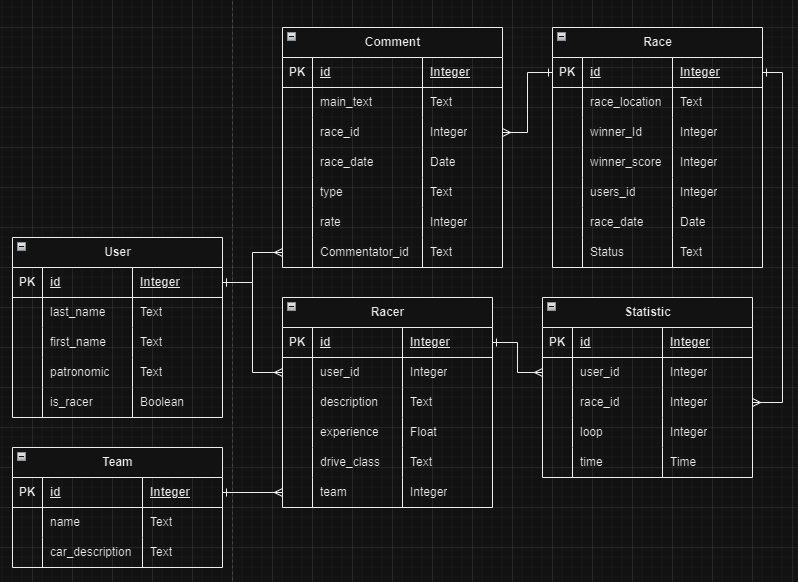 Comment
PK id Integer
main_text Text
race_id Integer
race_date Date
type Text
rate Integer
Commentator_id Text
Race
PK id Integer
race_location Text
winner_Id Integer
winner_score Integer
users_id Integer
race_date Date
Status Text
User
PK id Integer
last_name Text
first_name Text
patronomic Text
is_racer Boolean
Racer
PK id Integer
user_id Integer
description Text
experience Float
drive_class Text
team Integer
Statistic
PK id Integer
user_id Integer
race_id Integer
loop Integer
time Time
Team
PK id Integer
name Text
car_description Text